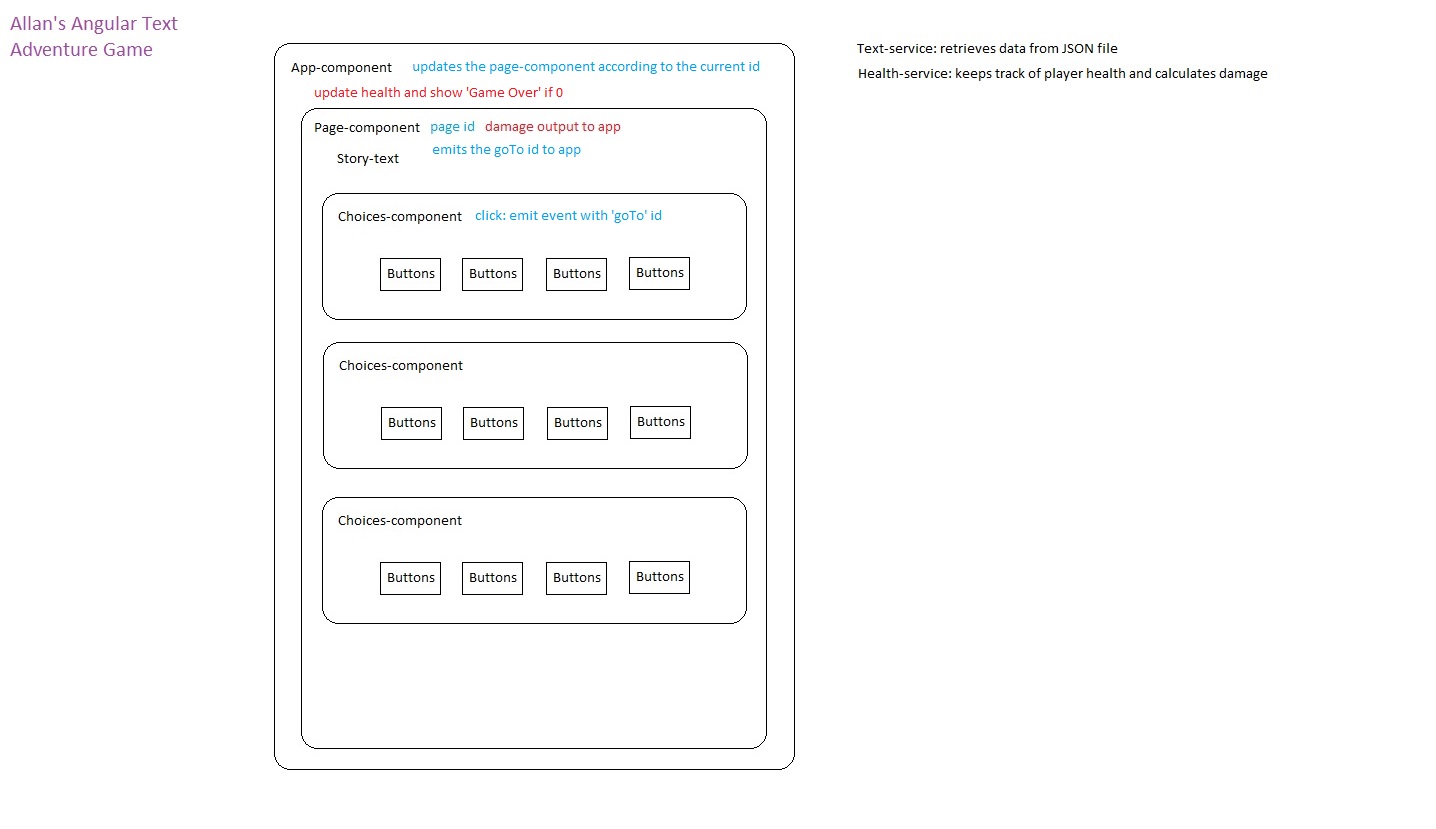 Allan's Angular Text
Adventure Game
App-component updates the page-component according to the current id
update health and show 'Game Over' if 0
Page-component page id damage output to app
emits the goTo id to app
Story-text
Choices-component click: emit event with 'goTo' id
Buttons Buttons Buttons Buttons
Choices-component
Buttons Buttons Buttons Buttons
Choices-component
Buttons Buttons Buttons Buttons
Text-service: retrieves data from JSON file
Health-service: keeps track of player health and calculates damage